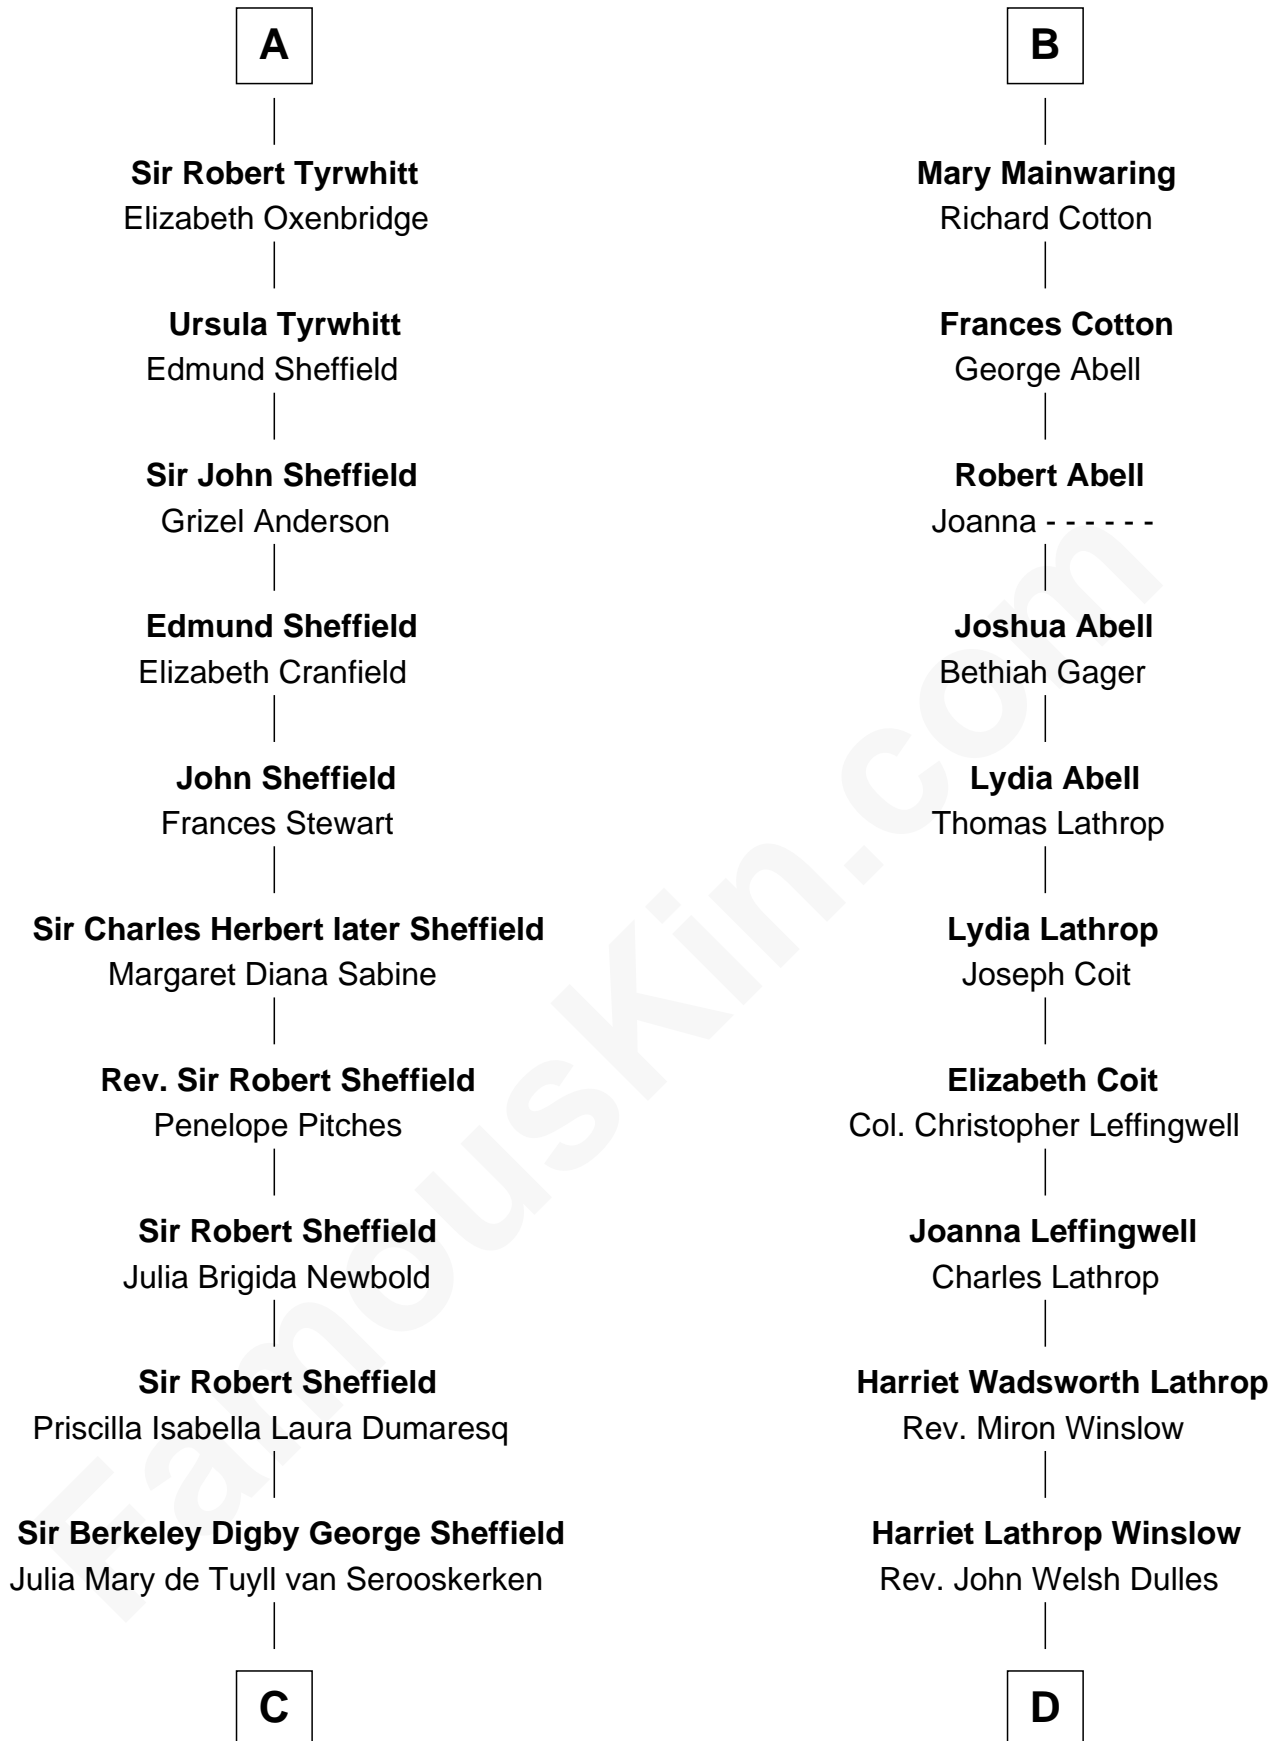 A
Sir Robert Tyrwhitt
Elizabeth Oxenbridge
Ursula Tyrwhitt
Edmund Sheffield
Sir John Sheffield
Grizel Anderson
Edmund Sheffield
Elizabeth Cranfield
John Sheffield
Frances Stewart
Sir Charles Herbert later Sheffield
Margaret Diana Sabine
Rev. Sir Robert Sheffield
Penelope Pitches
Sir Robert Sheffield
Julia Brigida Newbold
Sir Robert Sheffield
Priscilla Isabella Laura Dumaresq
Sir Berkeley Digby George Sheffield
Julia Mary de Tuyll van Serooskerken
C
B
Mary Mainwaring
Richard Cotton
Frances Cotton
George Abell
Robert Abell
Joanna - - - - - -
Joshua Abell
Bethiah Gager
Lydia Abell
Thomas Lathrop
Lydia Lathrop
Joseph Coit
Elizabeth Coit
Col. Christopher Leffingwell
Joanna Leffingwell
Charles Lathrop
Harriet Wadsworth Lathrop
Rev. Miron Winslow
Harriet Lathrop Winslow
Rev. John Welsh Dulles
D
FamousKin.com